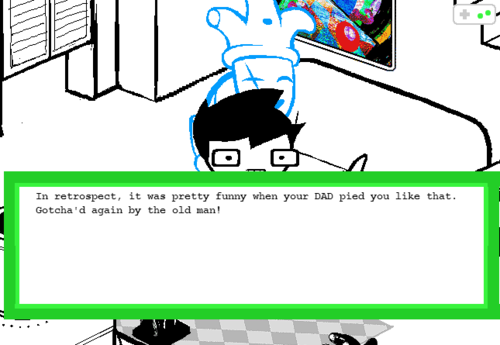 In retrospect, it was pretty funny when your DAD pied you like that.
Gotcha'd again by the old man!